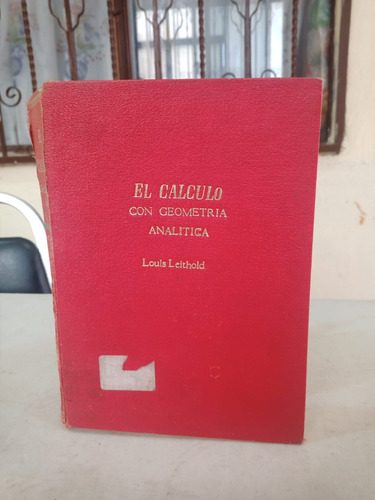 EL CALCULO
CON GEOMETRIA
ANALITICA
Louis Leithold